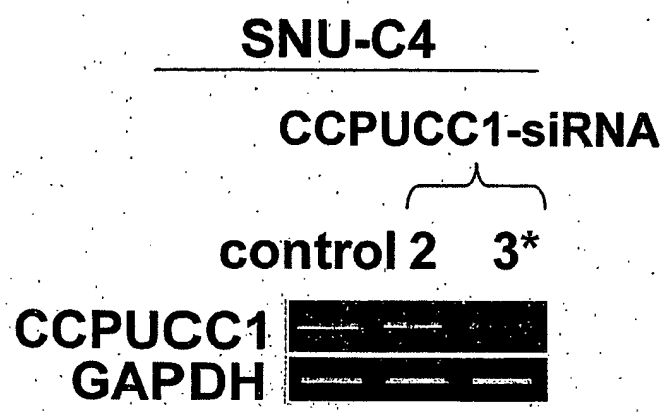 SNU-C4
CCPUCC1-siRNA
control 2 3*
CCPUCC1
GAPDH